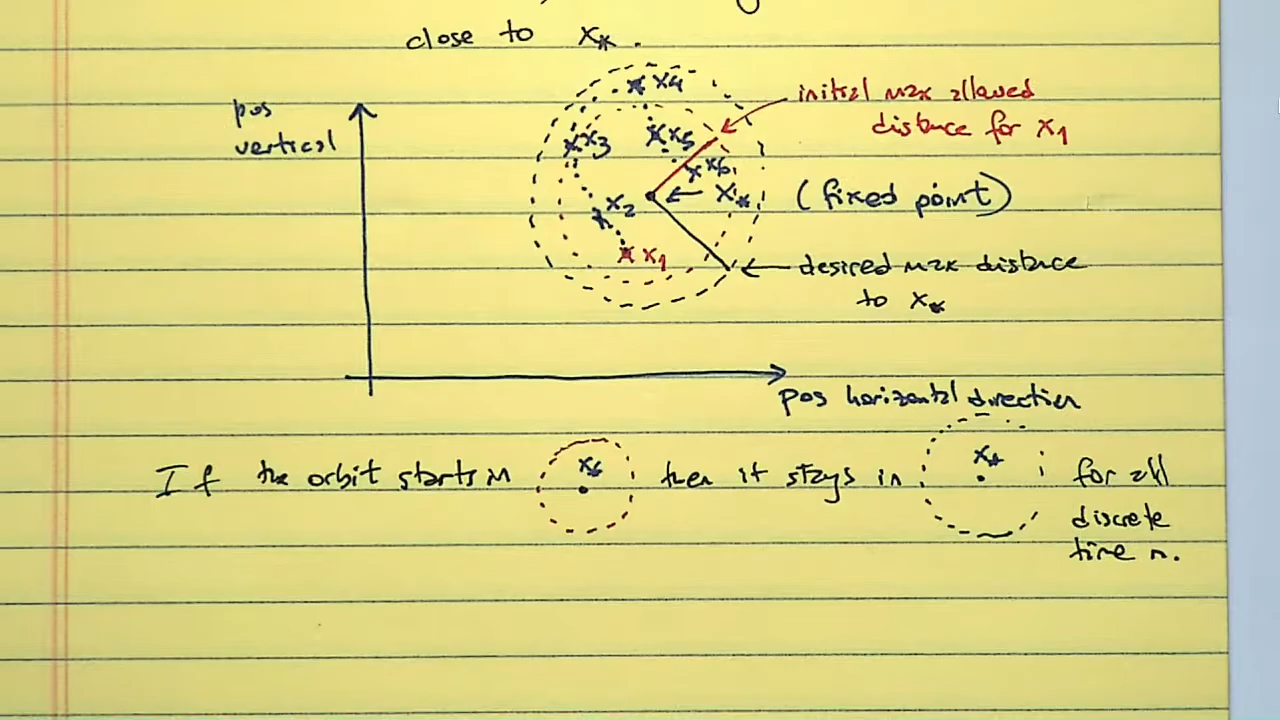 close to x*.
pos
vertical
x4
x3
x5
x6
x2
x*
x1
initial max allowed
distance for x1
(fixed point)
desired max distance
to x*
pos horizontal direction
If the orbit starts in x* then it stays in x* for all
discrete
time n.